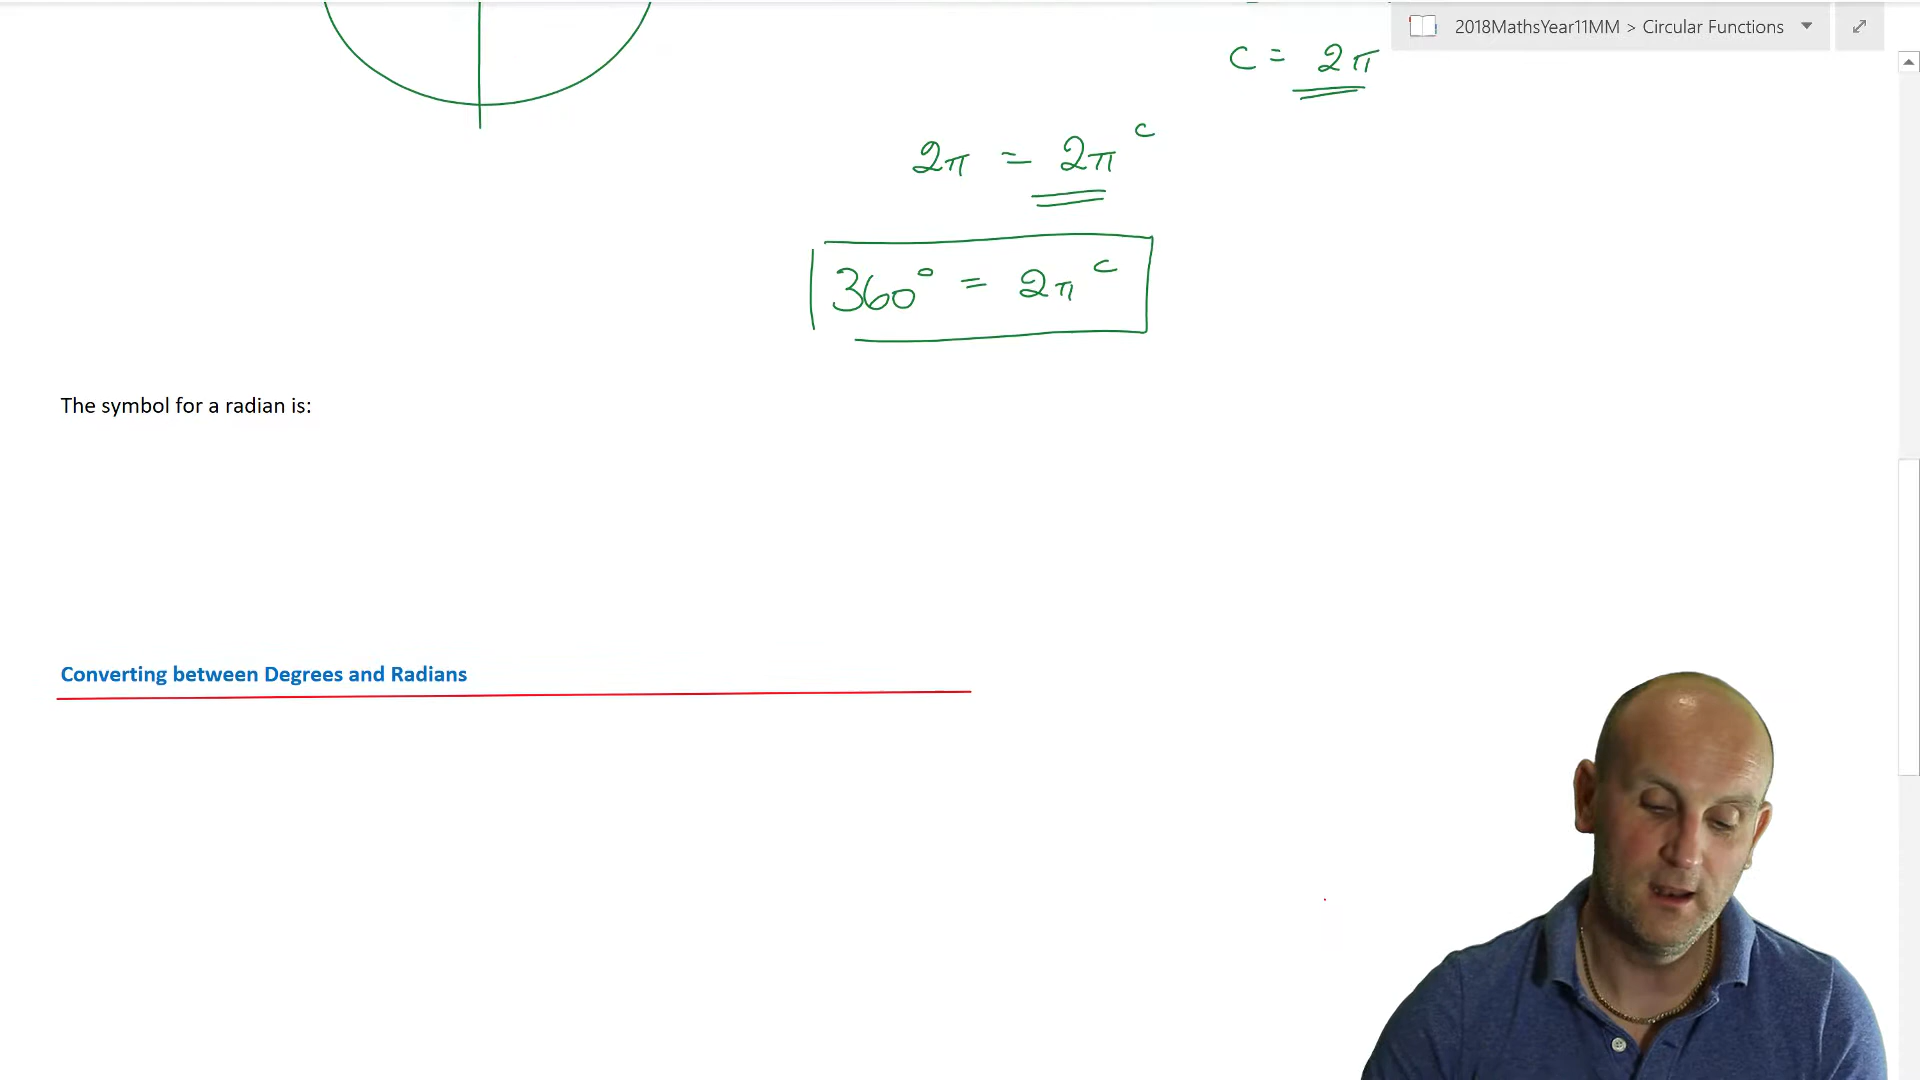 2018MathsYear11MM > Circular Functions
C = 2π
2π = 2π^c
360° = 2π^c
The symbol for a radian is:
Converting between Degrees and Radians